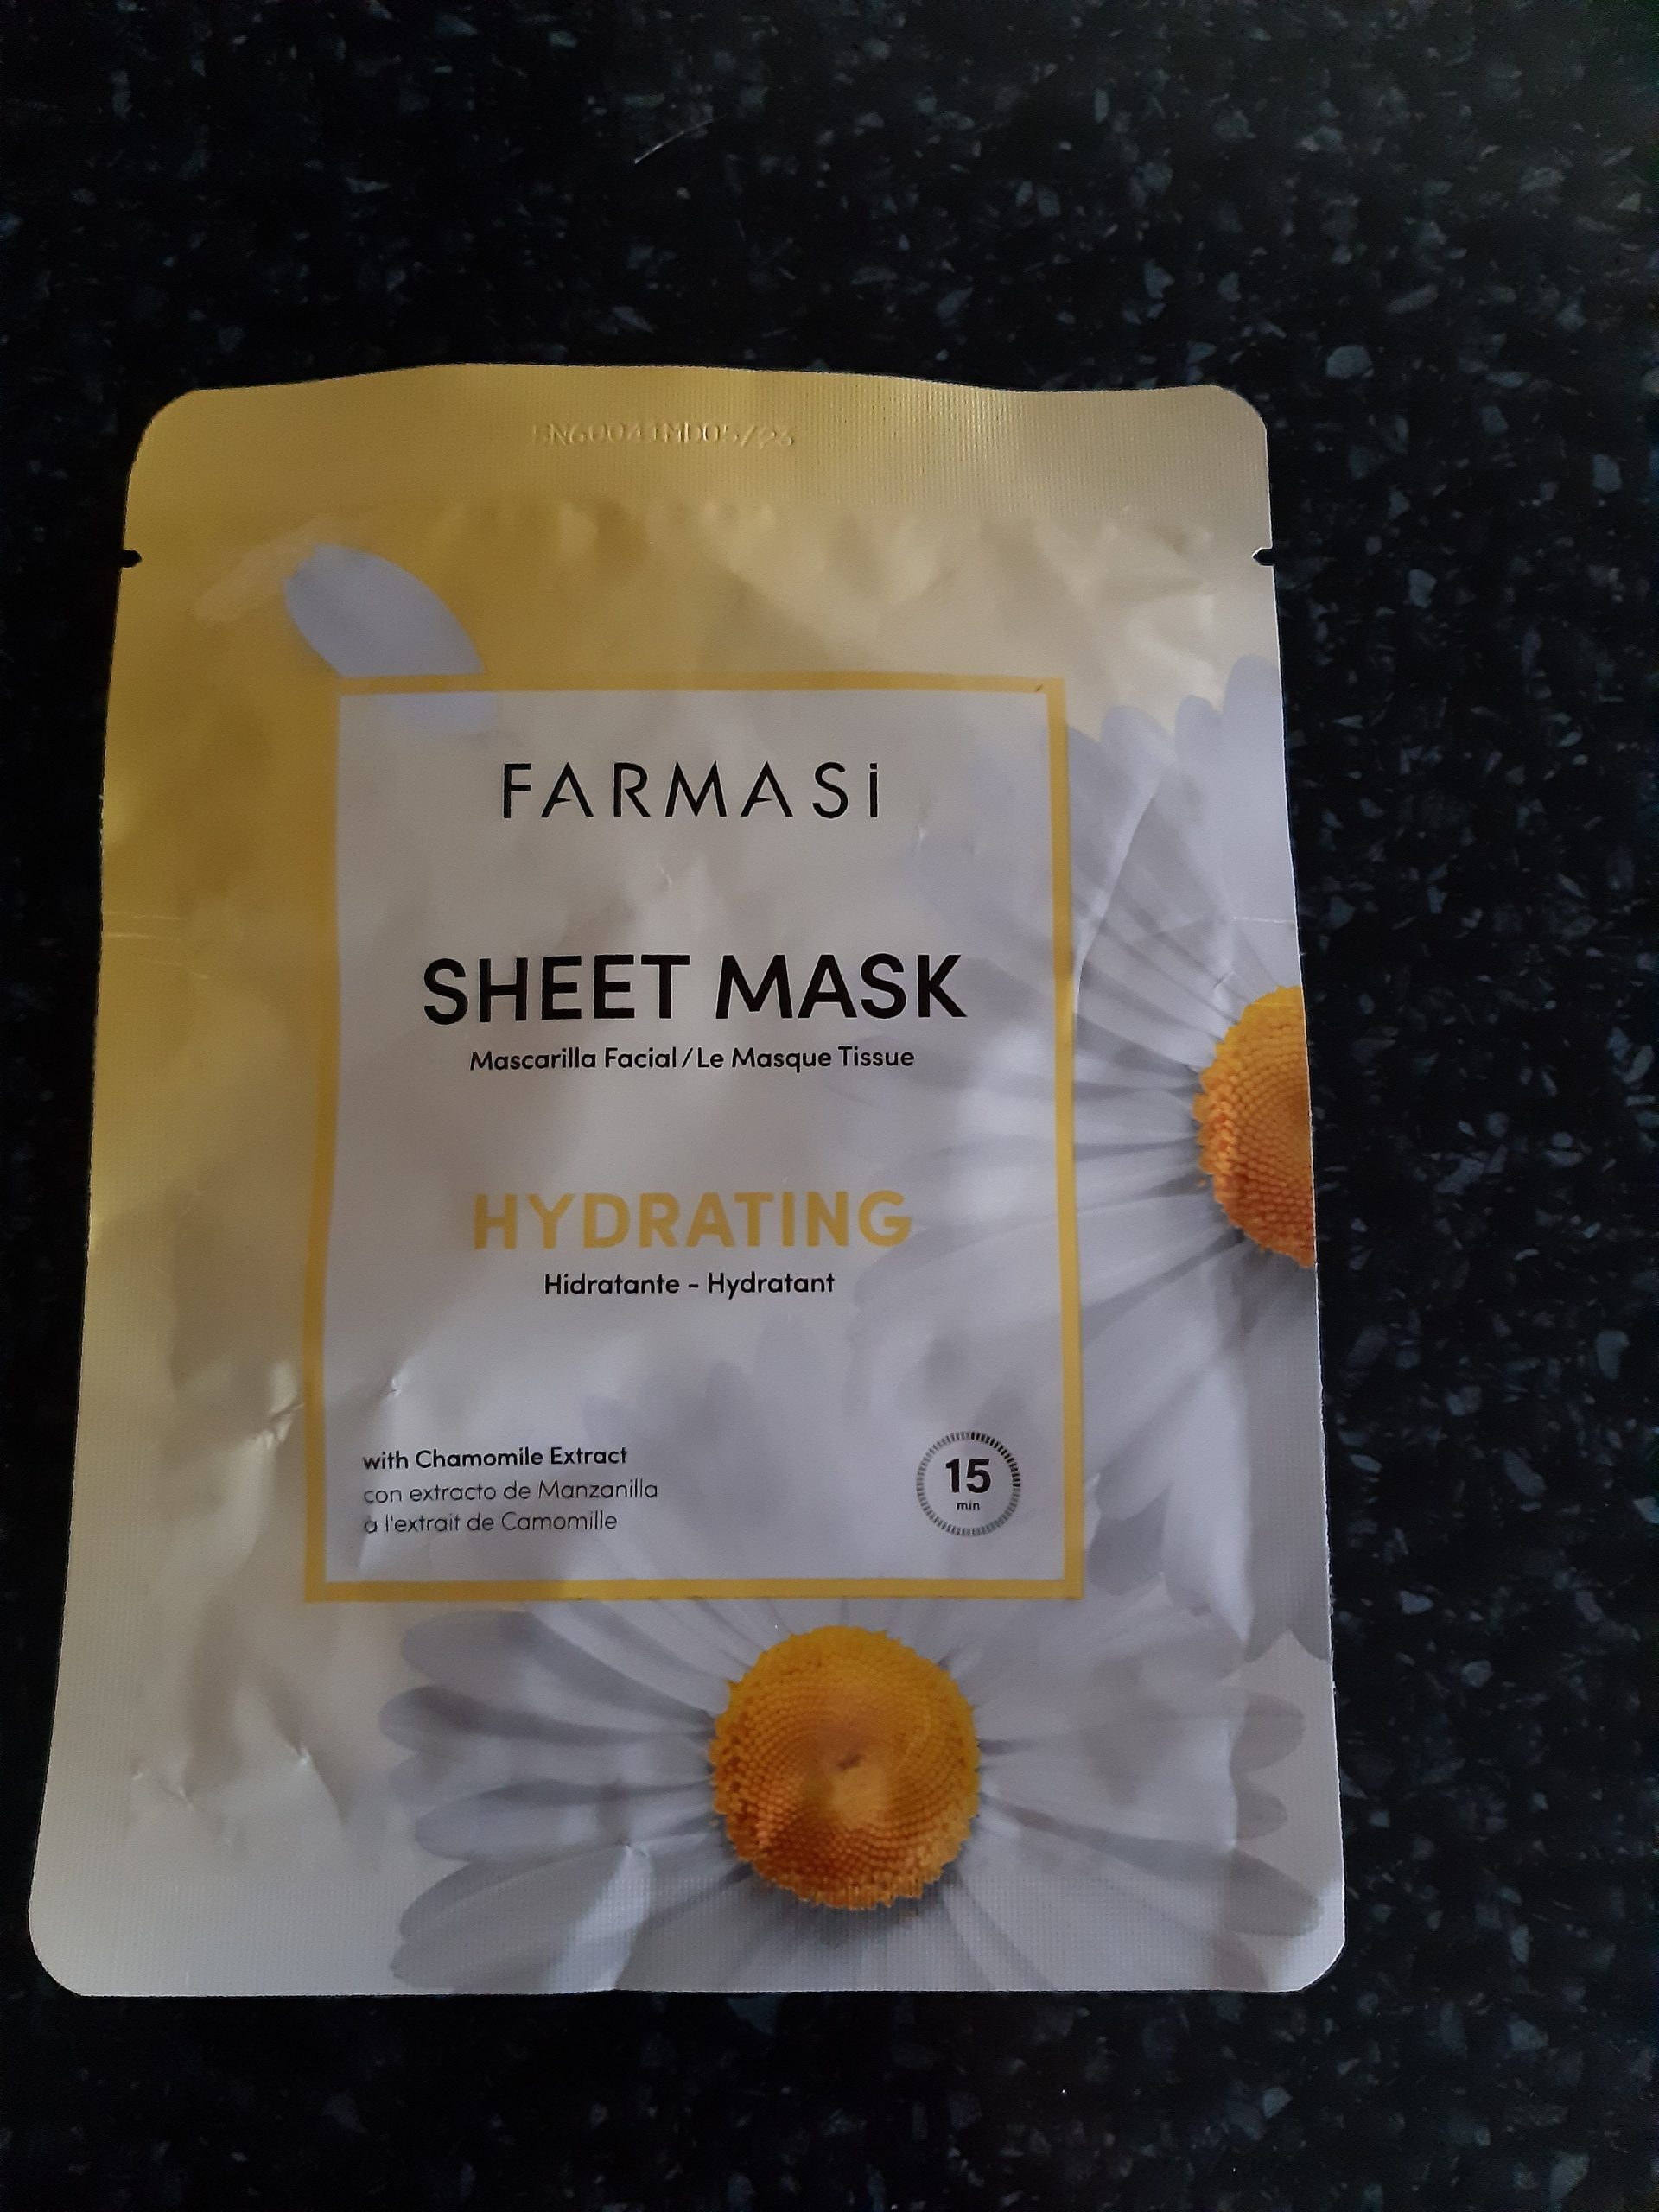 FARMASi
SHEET MASK
Mascarilla Facial/Le Masque Tissue
HYDRATING
Hidratante - Hydratant
with Chamomile Extract
con extracto de Manzanilla
à l'extrait de Camomille
15
min